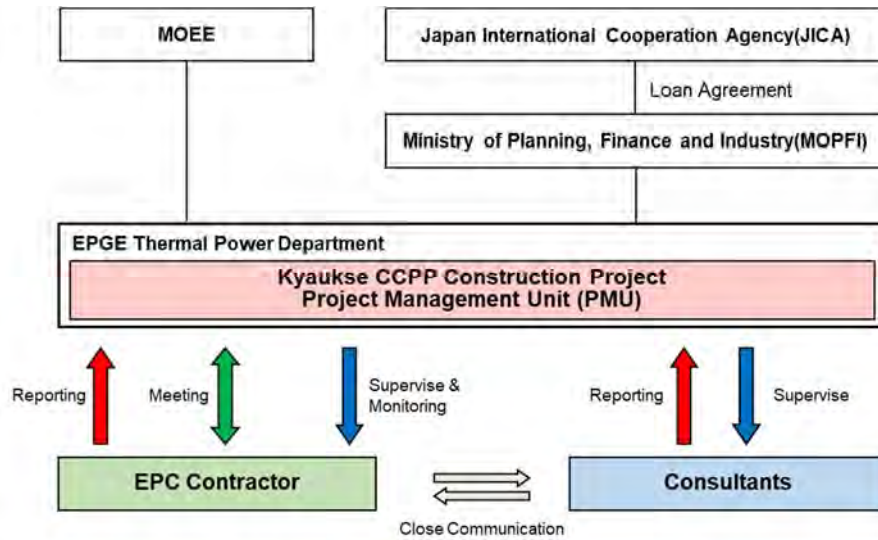 MOEE
Japan International Cooperation Agency(JICA)
Loan Agreement
Ministry of Planning, Finance and Industry(MOPFI)
EPGE Thermal Power Department
Kyaukse CCPP Construction Project
Project Management Unit (PMU)
Reporting
Meeting
Supervise &
Monitoring
Reporting
Supervise
EPC Contractor
Consultants
Close Communication